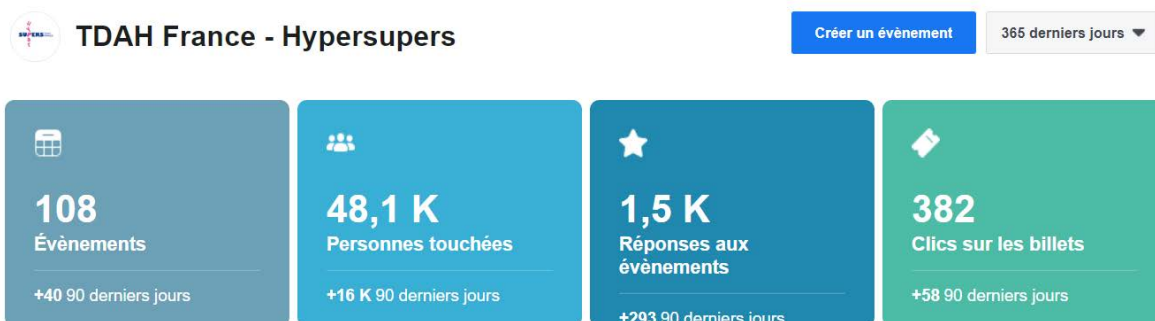 SUPERS
TDAH France - Hypersupers
Créer un évènement
365 derniers jours
108
Évènements
+40 90 derniers jours
48,1 K
Personnes touchées
+16 K 90 derniers jours
1,5 K
Réponses aux
évènements
+293 90 derniers jours
382
Clics sur les billets
+58 90 derniers jours